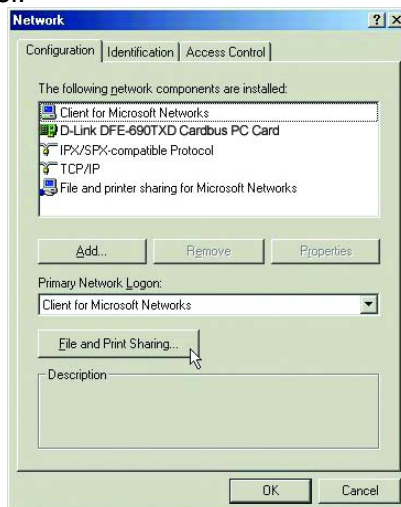 Network
Configuration Identification Access Control
The following network components are installed:
Client for Microsoft Networks
D-Link DFE-690TXD Cardbus PC Card
IPX/SPX-compatible Protocol
TCP/IP
File and printer sharing for Microsoft Networks
Add... Remove Properties
Primary Network Logon:
Client for Microsoft Networks
File and Print Sharing...
Description
OK Cancel